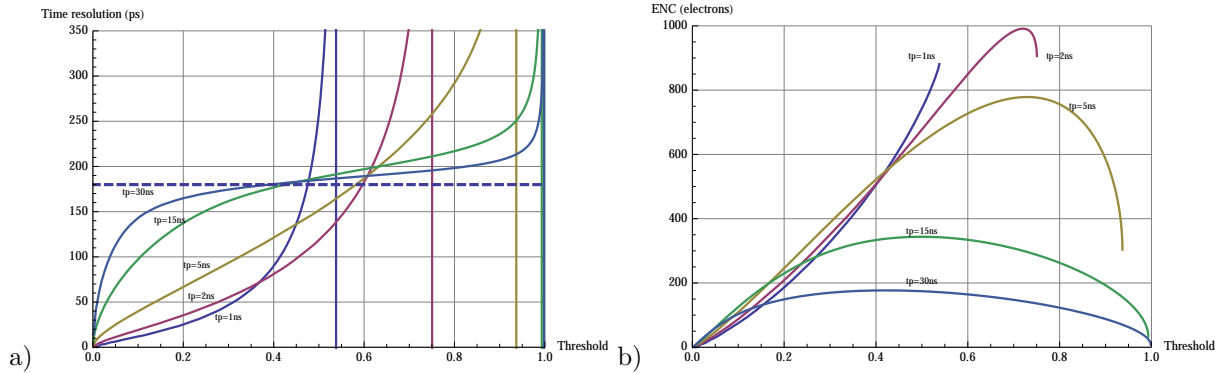 Time resolution (ps)
350
300
250
200
150
100
50
0
0.0
0.2
0.4
0.6
0.8
1.0
Threshold
tp=30ns
tp=15ns
tp=5ns
tp=2ns
tp=1ns
a)
ENC (electrons)
1000
800
600
400
200
0
0.0
0.2
0.4
0.6
0.8
1.0
Threshold
tp=1ns
tp=2ns
tp=5ns
tp=15ns
tp=30ns
b)